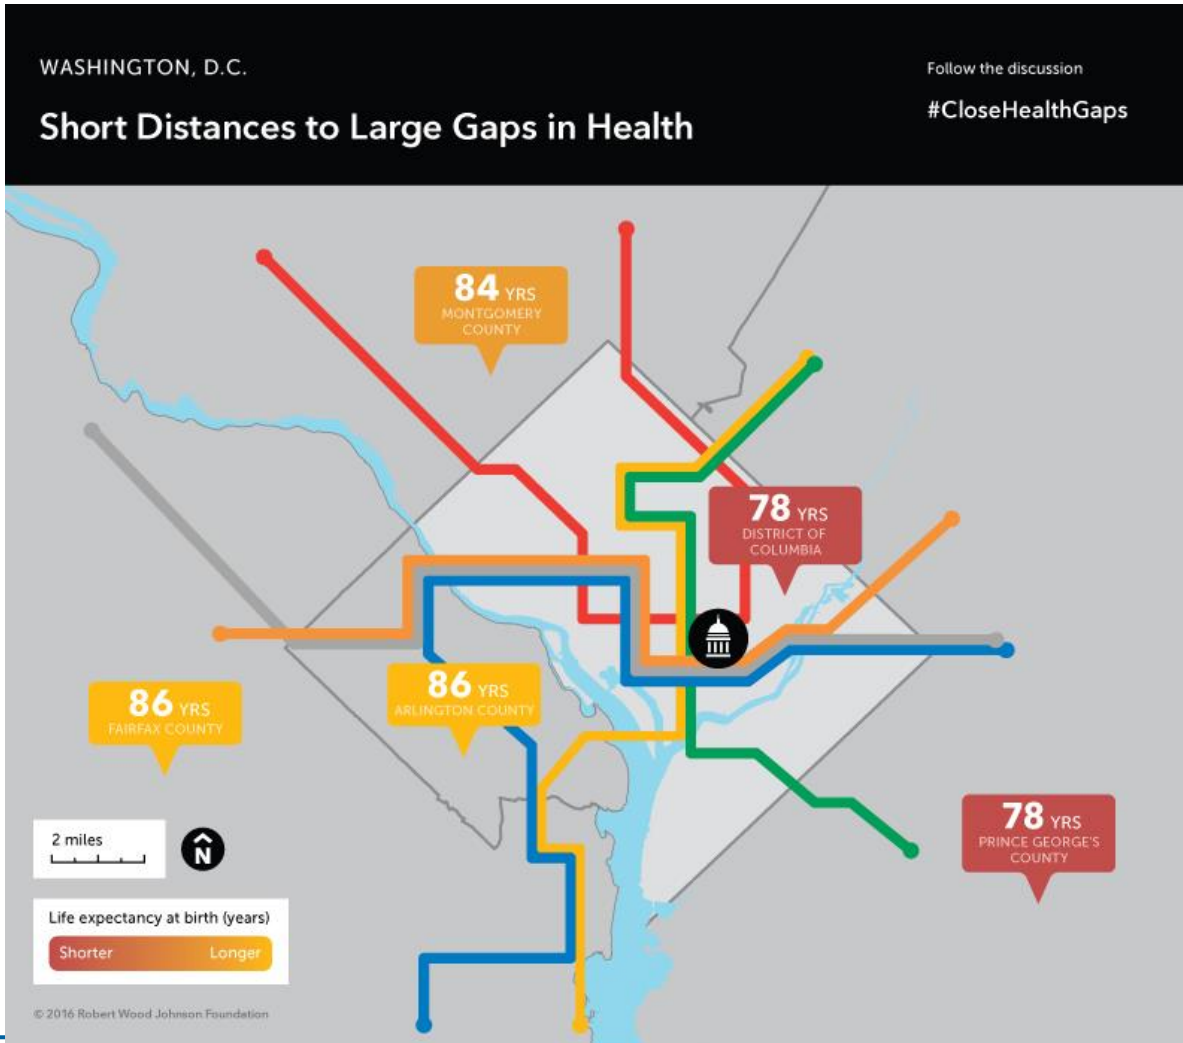 WASHINGTON, D.C.
Short Distances to Large Gaps in Health
Follow the discussion
#CloseHealthGaps
84 YRS
MONTGOMERY
COUNTY
78 YRS
DISTRICT OF
COLUMBIA
86 YRS
FAIRFAX COUNTY
86 YRS
ARLINGTON COUNTY
78 YRS
PRINCE GEORGE'S
COUNTY
2 miles
N
Life expectancy at birth (years)
Shorter Longer
© 2016 Robert Wood Johnson Foundation